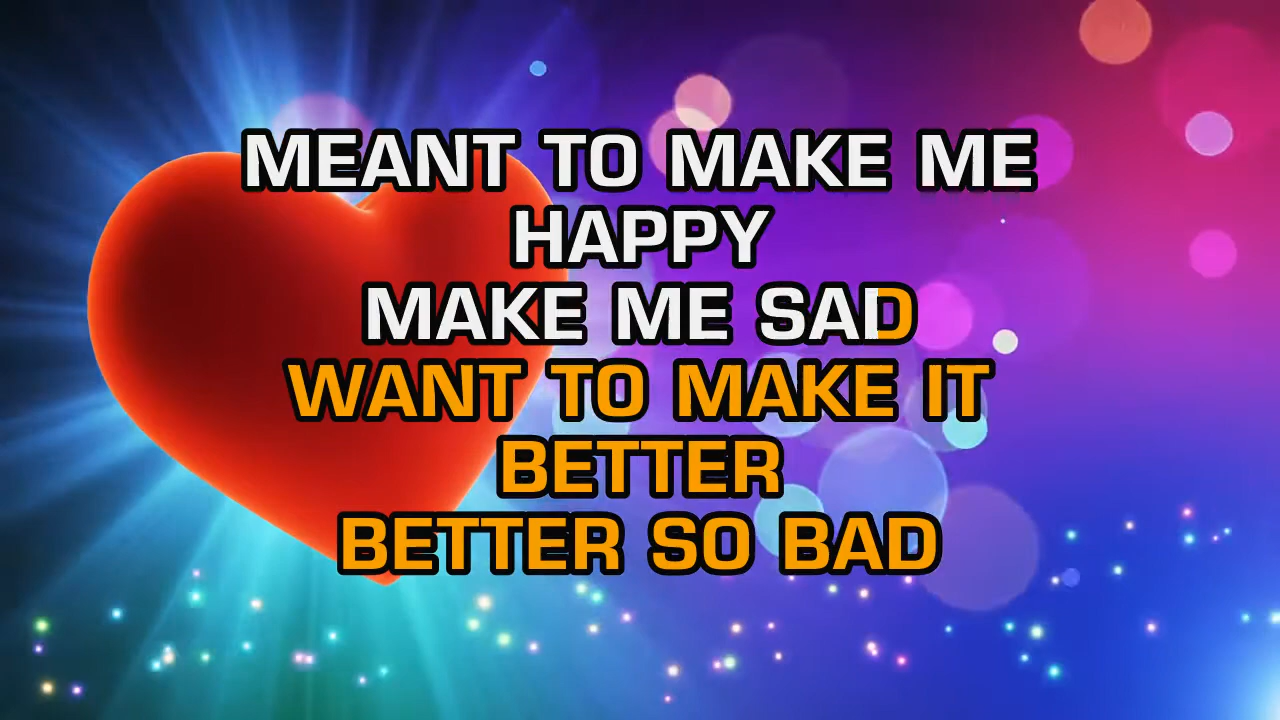 MEANT TO MAKE ME
HAPPY
MAKE ME SAD
WANT TO MAKE IT
BETTER
BETTER SO BAD